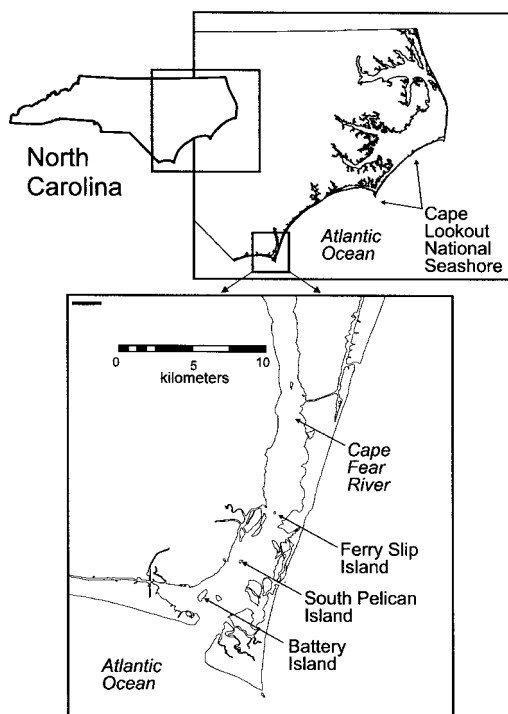 North
Carolina
Cape
Lookout
National
Seashore
Atlantic
Ocean
0 5 10
kilometers
Cape
Fear
River
Ferry Slip
Island
South Pelican
Island
Battery
Island
Atlantic
Ocean